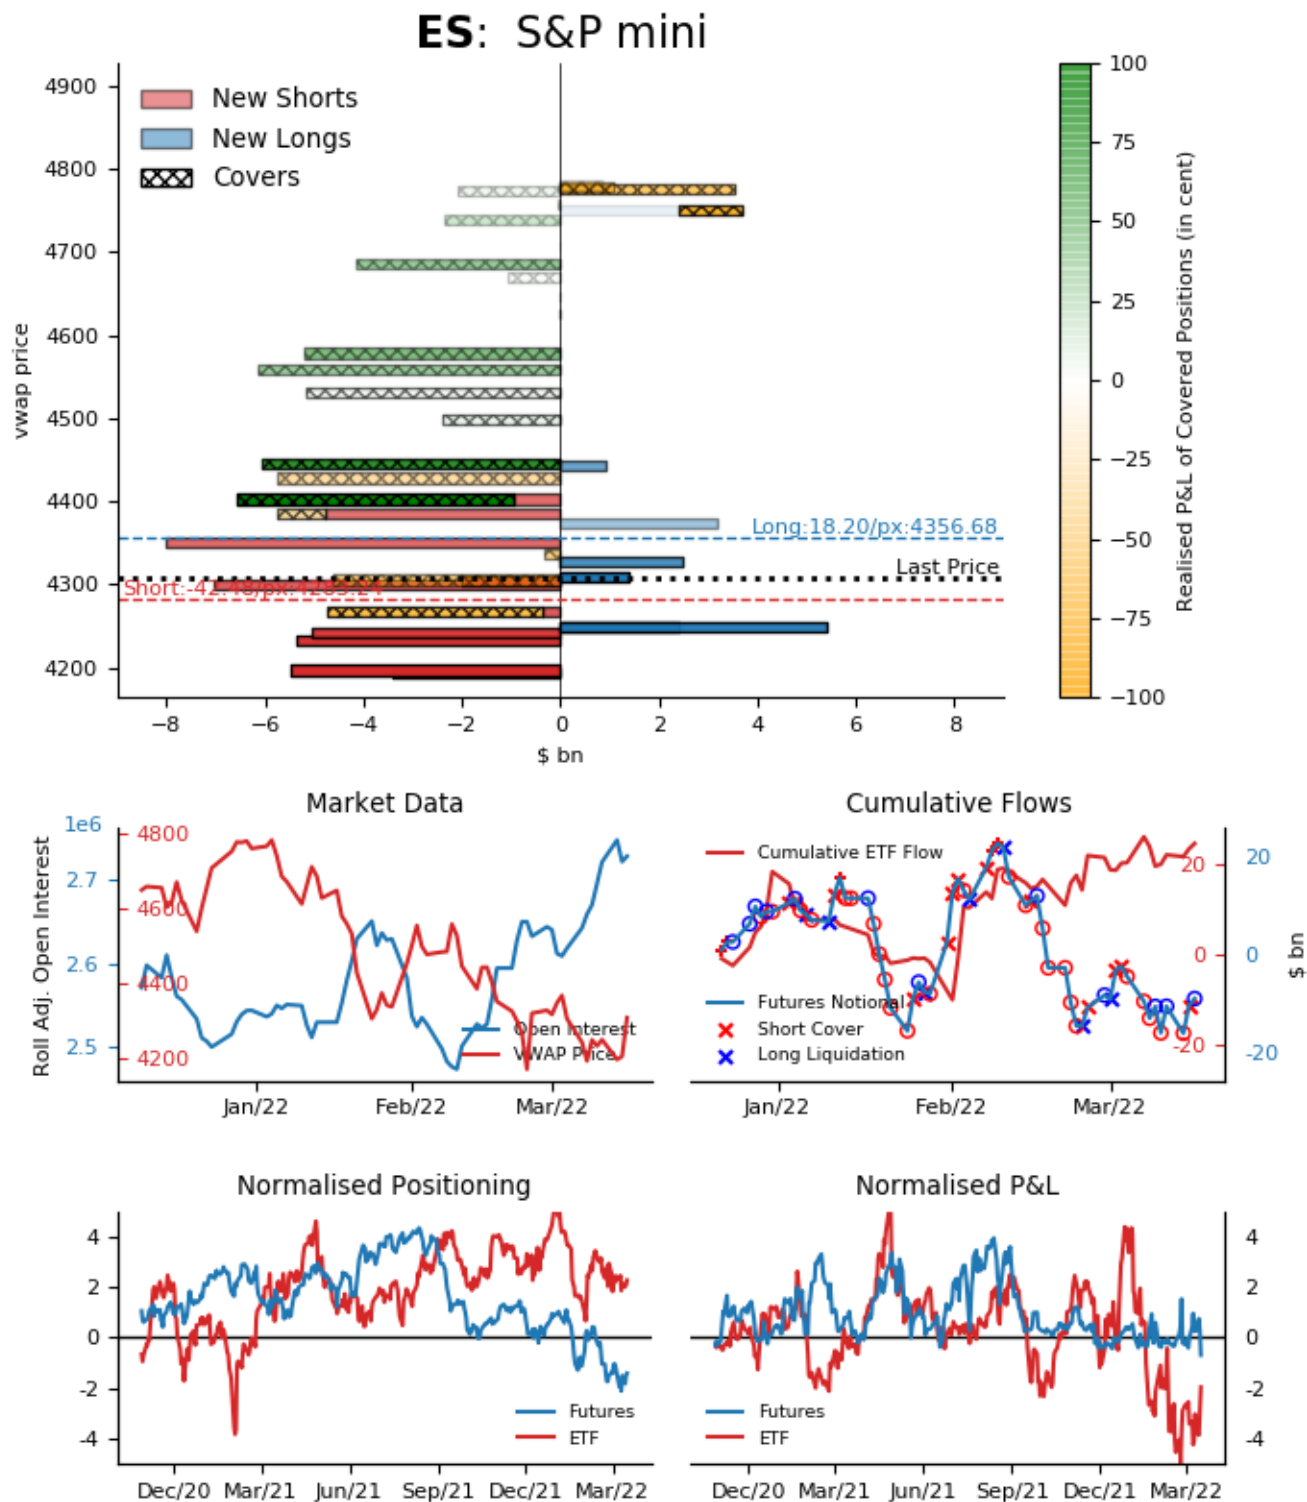 ES: S&P mini
New Shorts
New Longs
Covers
vwap price
4900
4800
4700
4600
4500
4400
4300
4200
Long:18.20/px:4356.68
Last Price
−8 −6 −4 −2 0 2 4 6 8
$ bn
100
75
50
25
0
−25
−50
−75
−100
Realised P&L of Covered Positions (in cent)
Market Data
1e6
Roll Adj. Open Interest
2.7
2.6
2.5
4800
4600
4400
4200
Open Interest
VWAP Price
Jan/22 Feb/22 Mar/22
Cumulative Flows
Cumulative ETF Flow
Futures Notional
Short Cover
Long Liquidation
20
0
-20
20
0
-20
$ bn
Jan/22 Feb/22 Mar/22
Normalised Positioning
4
2
0
-2
-4
Futures
ETF
Dec/20 Mar/21 Jun/21 Sep/21 Dec/21 Mar/22
Normalised P&L
Futures
ETF
4
2
0
-2
-4
Dec/20 Mar/21 Jun/21 Sep/21 Dec/21 Mar/22